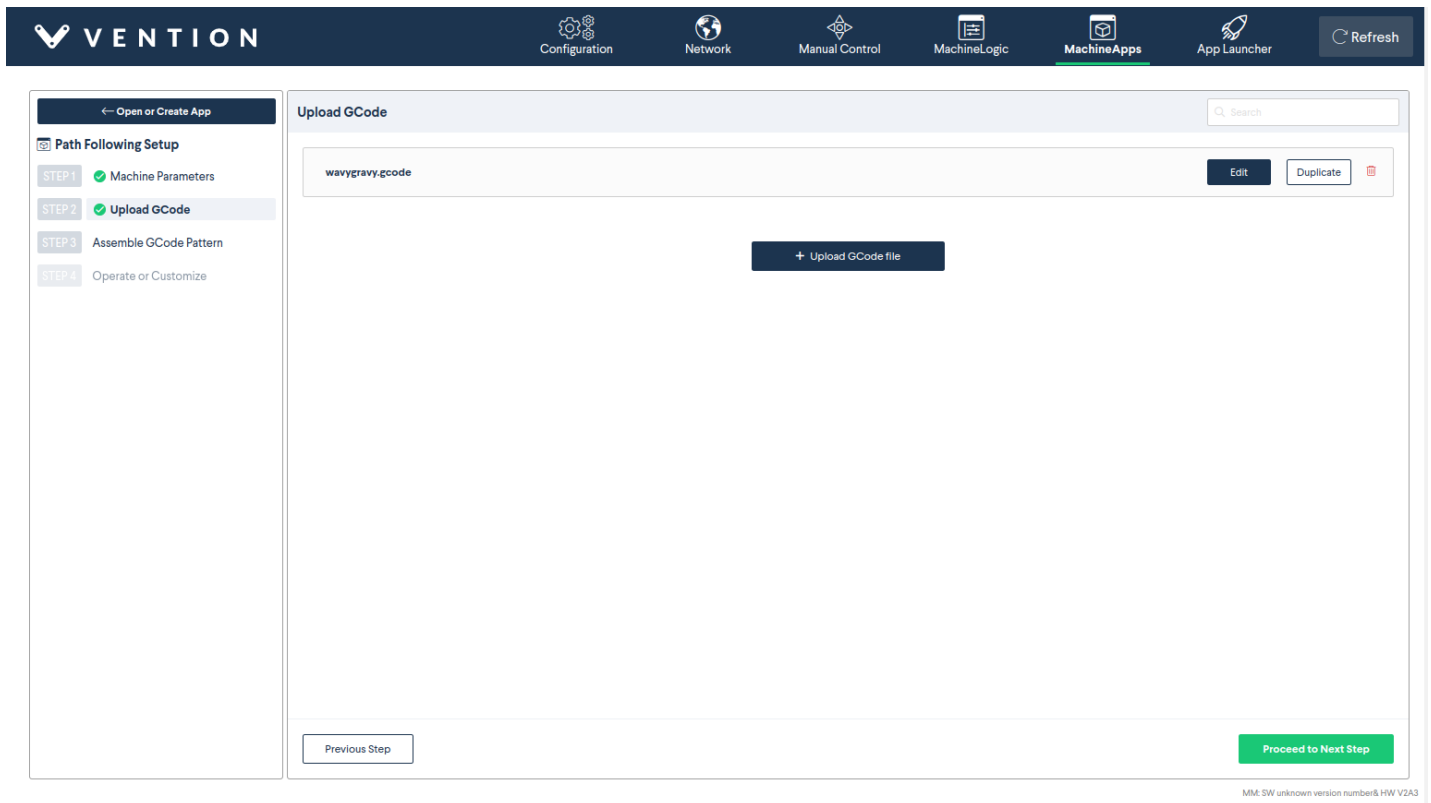 VENTION
Configuration
Network
Manual Control
MachineLogic
MachineApps
App Launcher
Refresh
← Open or Create App
Path Following Setup
STEP 1 Machine Parameters
STEP 2 Upload GCode
STEP 3 Assemble GCode Pattern
STEP 4 Operate or Customize
Upload GCode
Search
wavygravy.gcode
Edit
Duplicate
+ Upload GCode file
Previous Step
Proceed to Next Step
MM: SW unknown version number& HW V2A3